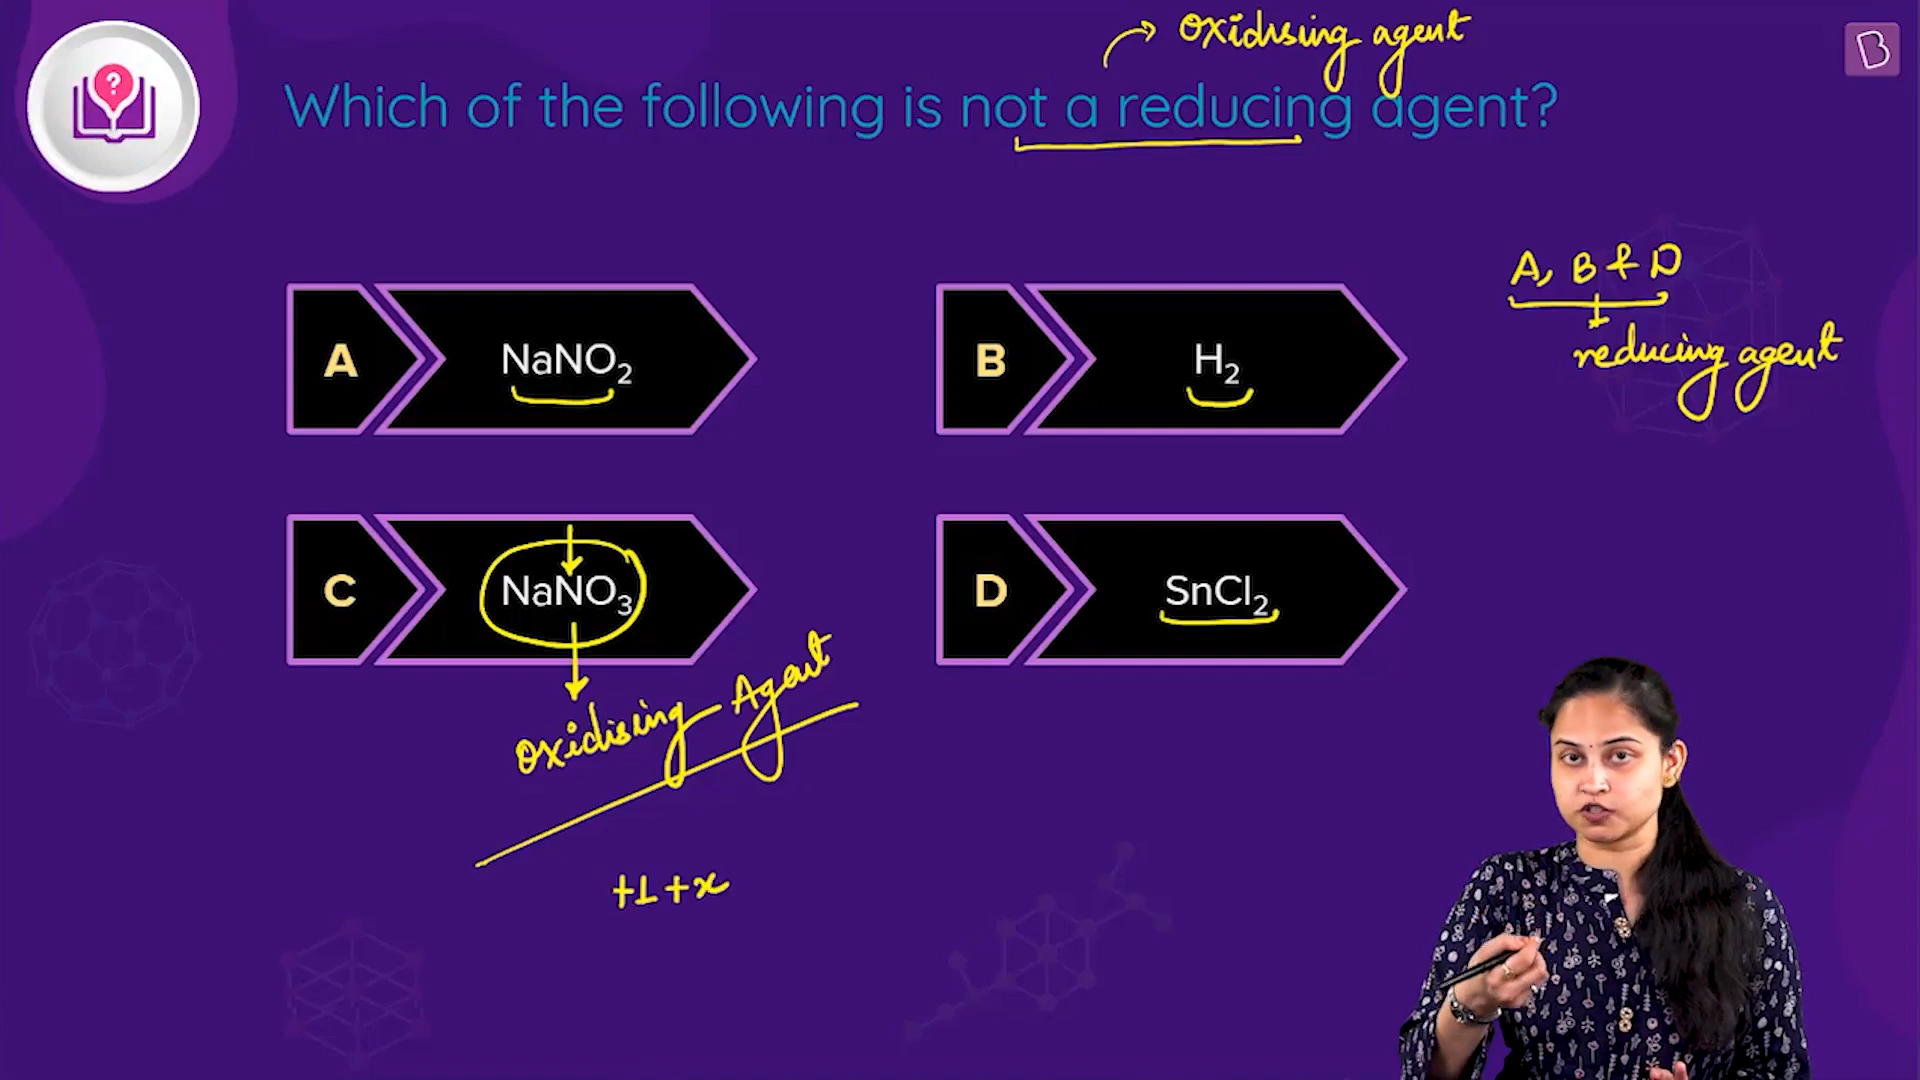 oxidising agent
B
?
Which of the following is not a reducing agent?
A, B & D
reducing agent
A NaNO₂
B H₂
C NaNO₃
D SnCl₂
oxidising Agent
+1+x